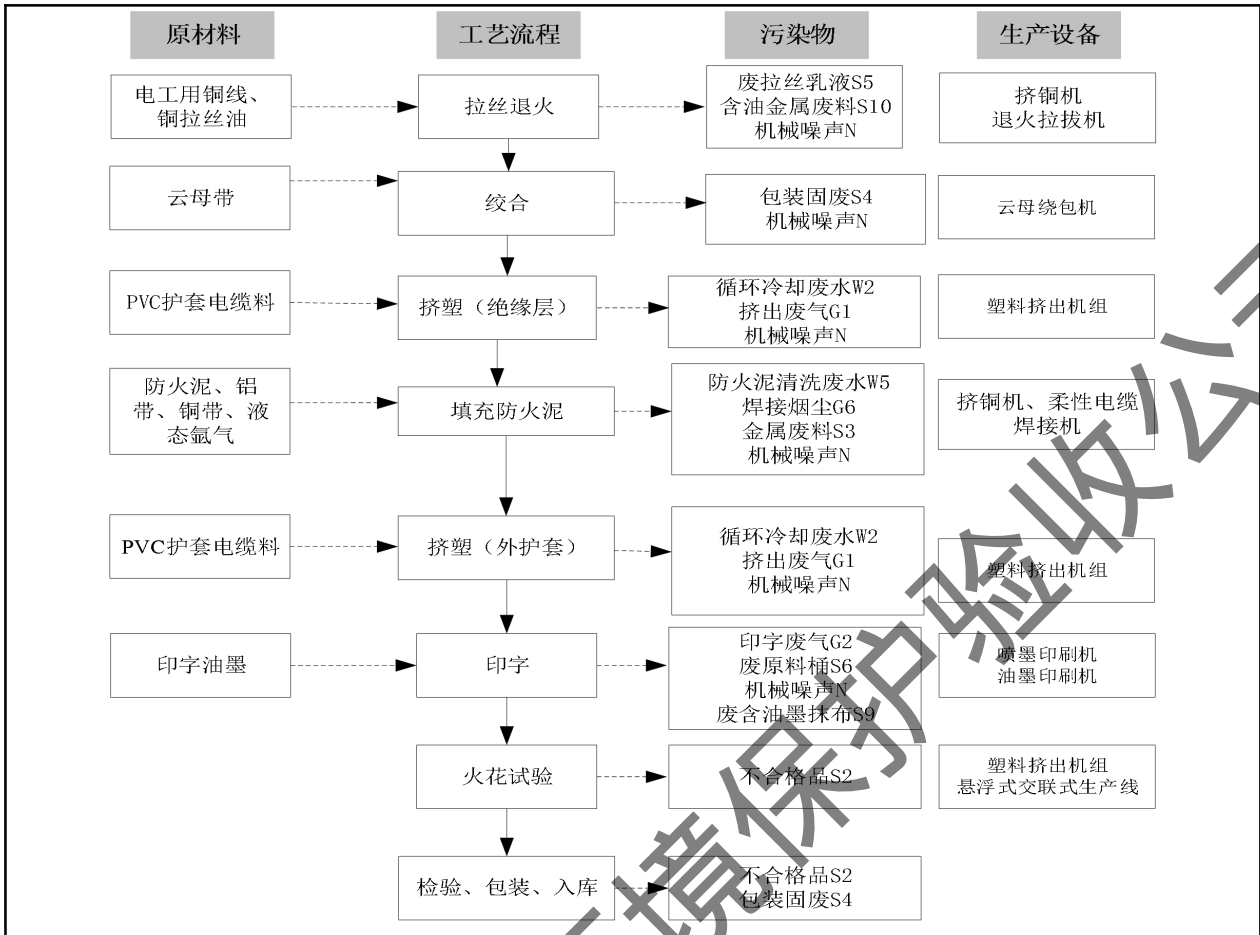 原材料
工艺流程
污染物
生产设备
电工用铜线、
铜拉丝油
拉丝退火
废拉丝乳液S5
含油金属废料S10
机械噪声N
挤铜机
退火拉拔机
云母带
绞合
包装固废S4
机械噪声N
云母绕包机
PVC护套电缆料
挤塑（绝缘层）
循环冷却废水W2
挤出废气G1
机械噪声N
塑料挤出机组
防火泥、铝
带、铜带、液
态氩气
填充防火泥
防火泥清洗废水W5
焊接烟尘G6
金属废料S3
机械噪声N
挤铜机、柔性电缆
焊接机
PVC护套电缆料
挤塑（外护套）
循环冷却废水W2
挤出废气G1
机械噪声N
塑料挤出机组
印字油墨
印字
印字废气G2
废原料桶S6
机械噪声N
废含油墨抹布S9
喷墨印刷机
油墨印刷机
火花试验
不合格品S2
塑料挤出机组
悬浮式交联式生产线
检验、包装、入库
不合格品S2
包装固废S4
环境保护验收公